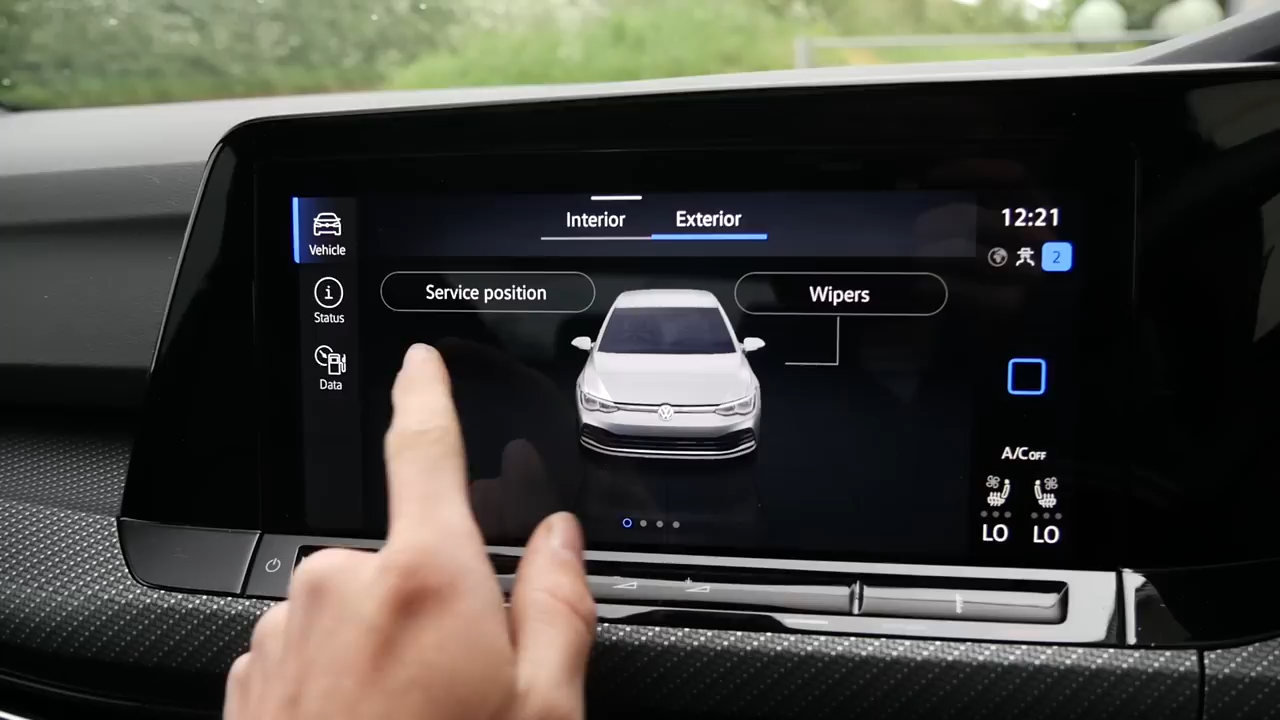 Interior Exterior
12:21
Vehicle
2
Service position
Wipers
Status
Data
A/C OFF
LO LO